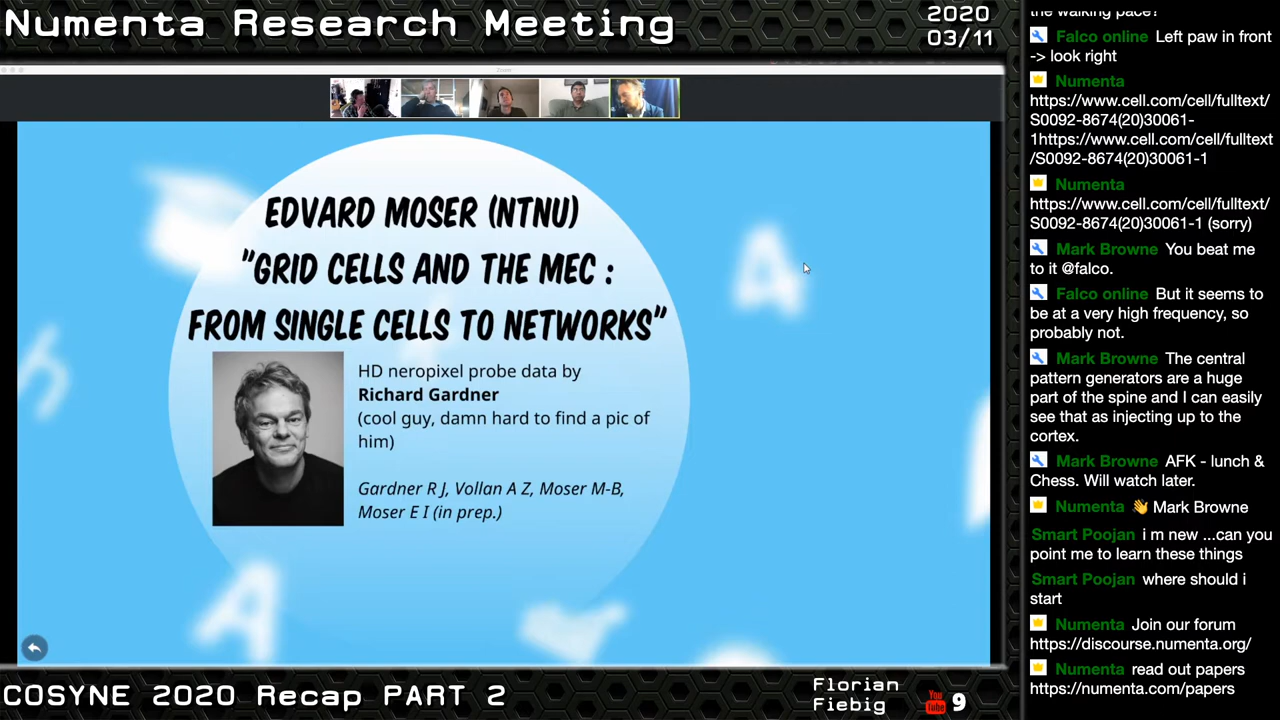 Numenta Research Meeting
2020
03/11
Zoom
EDVARD MOSER (NTNU)
"GRID CELLS AND THE MEC :
FROM SINGLE CELLS TO NETWORKS"
HD neropixel probe data by
Richard Gardner
(cool guy, damn hard to find a pic of
him)
Gardner R J, Vollan A Z, Moser M-B,
Moser E I (in prep.)
A
h
A
COSYNE 2020 Recap PART 2
Florian
Fiebig
You
Tube
9
the walking pace?
Falco online Left paw in front
-> look right
Numenta
https://www.cell.com/cell/fulltext/
S0092-8674(20)30061-
1https://www.cell.com/cell/fulltext
/S0092-8674(20)30061-1
Numenta
https://www.cell.com/cell/fulltext/
S0092-8674(20)30061-1 (sorry)
Mark Browne You beat me
to it @falco.
Falco online But it seems to
be at a very high frequency, so
probably not.
Mark Browne The central
pattern generators are a huge
part of the spine and I can easily
see that as injecting up to the
cortex.
Mark Browne AFK - lunch &
Chess. Will watch later.
Numenta 👋 Mark Browne
Smart Poojan i m new ...can you
point me to learn these things
Smart Poojan where should i
start
Numenta Join our forum
https://discourse.numenta.org/
Numenta read out papers
https://numenta.com/papers